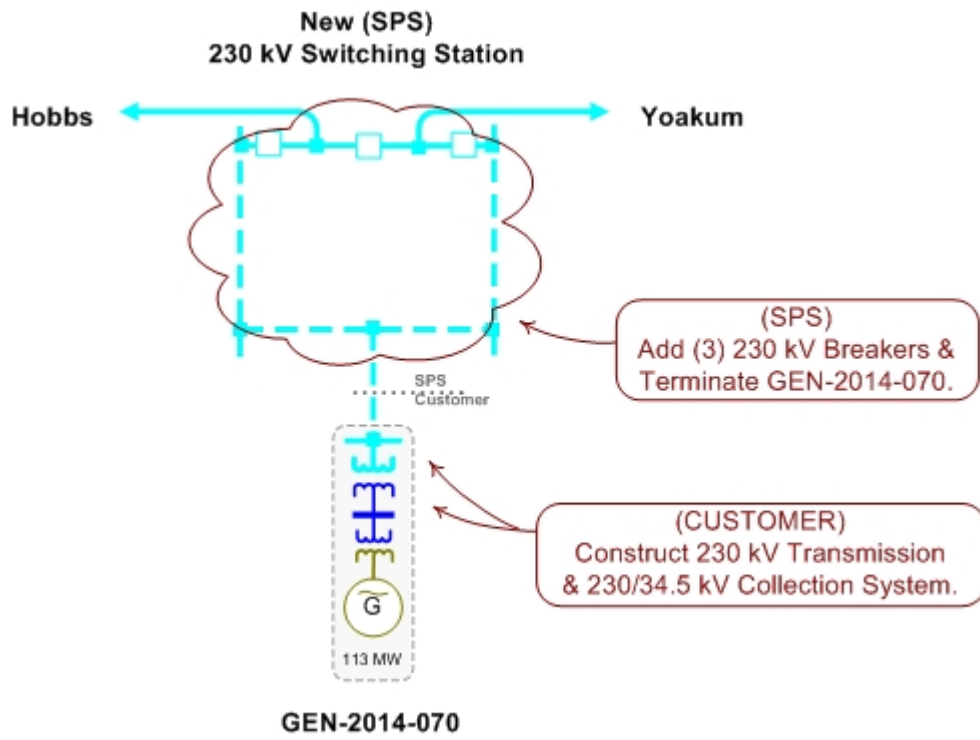 New (SPS)
230 kV Switching Station
Hobbs
Yoakum
(SPS)
Add (3) 230 kV Breakers &
Terminate GEN-2014-070.
SPS
Customer
(CUSTOMER)
Construct 230 kV Transmission
& 230/34.5 kV Collection System.
G
113 MW
GEN-2014-070